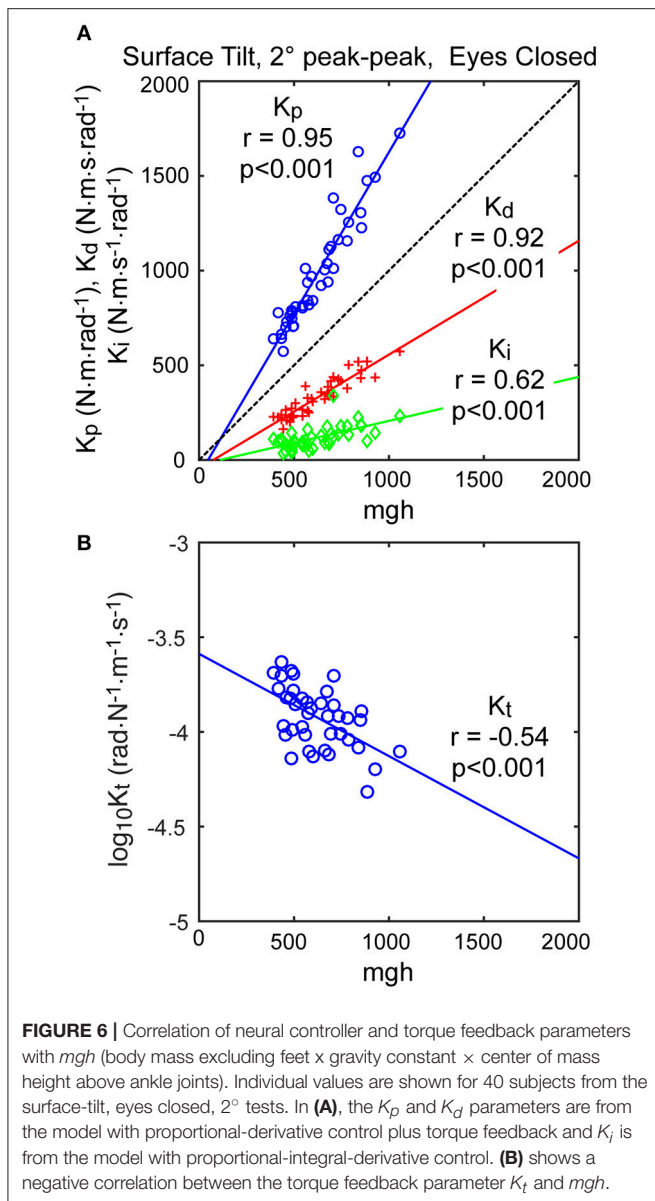 A
Surface Tilt, 2° peak-peak, Eyes Closed
Kp (N·m·rad-1), Kd (N·m·s·rad-1)
Ki (N·m·s-1·rad-1)
2000
1500
1000
500
0
Kp
r = 0.95
p<0.001
Kd
r = 0.92
p<0.001
Ki
r = 0.62
p<0.001
0 500 1000 1500 2000
mgh
B
log10Kt (rad·N-1·m-1·s-1)
-3
-3.5
-4
-4.5
-5
Kt
r = -0.54
p<0.001
0 500 1000 1500 2000
mgh
FIGURE 6 | Correlation of neural controller and torque feedback parameters
with mgh (body mass excluding feet x gravity constant × center of mass
height above ankle joints). Individual values are shown for 40 subjects from the
surface-tilt, eyes closed, 2° tests. In (A), the Kp and Kd parameters are from
the model with proportional-derivative control plus torque feedback and Ki is
from the model with proportional-integral-derivative control. (B) shows a
negative correlation between the torque feedback parameter Kt and mgh.